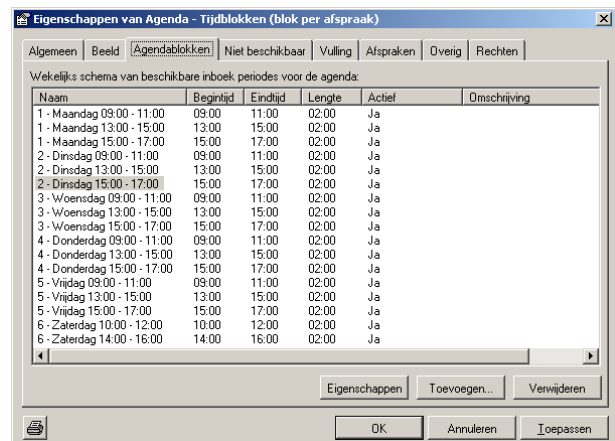 Eigenschappen van Agenda - Tijdblokken (blok per afspraak)
Algemeen Beeld Agendablokken Niet beschikbaar Vulling Afspraken Overig Rechten
Wekelijks schema van beschikbare inboek periodes voor de agenda:
Naam Begintijd Eindtijd Lengte Actief Omschrijving
1 - Maandag 09:00 - 11:00 09:00 11:00 02:00 Ja
1 - Maandag 13:00 - 15:00 13:00 15:00 02:00 Ja
1 - Maandag 15:00 - 17:00 15:00 17:00 02:00 Ja
2 - Dinsdag 09:00 - 11:00 09:00 11:00 02:00 Ja
2 - Dinsdag 13:00 - 15:00 13:00 15:00 02:00 Ja
2 - Dinsdag 15:00 - 17:00 15:00 17:00 02:00 Ja
3 - Woensdag 09:00 - 11:00 09:00 11:00 02:00 Ja
3 - Woensdag 13:00 - 15:00 13:00 15:00 02:00 Ja
3 - Woensdag 15:00 - 17:00 15:00 17:00 02:00 Ja
4 - Donderdag 09:00 - 11:00 09:00 11:00 02:00 Ja
4 - Donderdag 13:00 - 15:00 13:00 15:00 02:00 Ja
4 - Donderdag 15:00 - 17:00 15:00 17:00 02:00 Ja
5 - Vrijdag 09:00 - 11:00 09:00 11:00 02:00 Ja
5 - Vrijdag 13:00 - 15:00 13:00 15:00 02:00 Ja
5 - Vrijdag 15:00 - 17:00 15:00 17:00 02:00 Ja
6 - Zaterdag 10:00 - 12:00 10:00 12:00 02:00 Ja
6 - Zaterdag 14:00 - 16:00 14:00 16:00 02:00 Ja
Eigenschappen Toevoegen... Verwijderen
OK Annuleren Toepassen